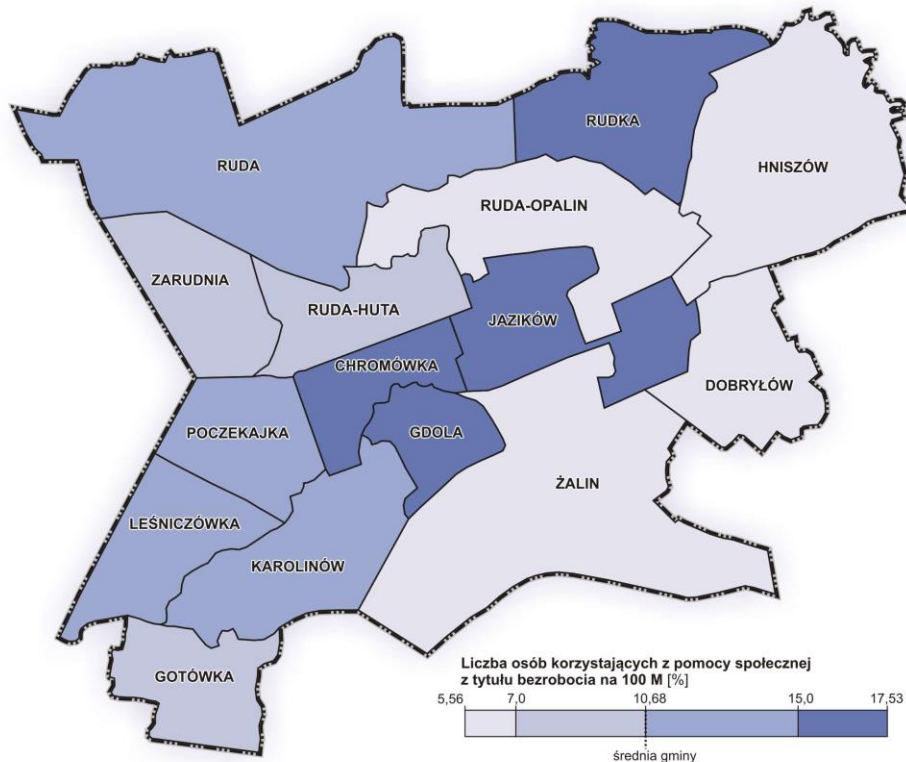 RUDKA
RUDA
HNISZÓW
RUDA-OPALIN
ZARUDNIA
RUDA-HUTA
JAZIKÓW
CHROMÓWKA
DOBRYŁÓW
POCZEKAJKA
GDOLA
ŻALIN
LEŚNICZÓWKA
KAROLINÓW
GOTÓWKA
Liczba osób korzystających z pomocy społecznej
z tytułu bezrobocia na 100 M [%]
5,56 7,0 10,68 15,0 17,53
średnia gminy